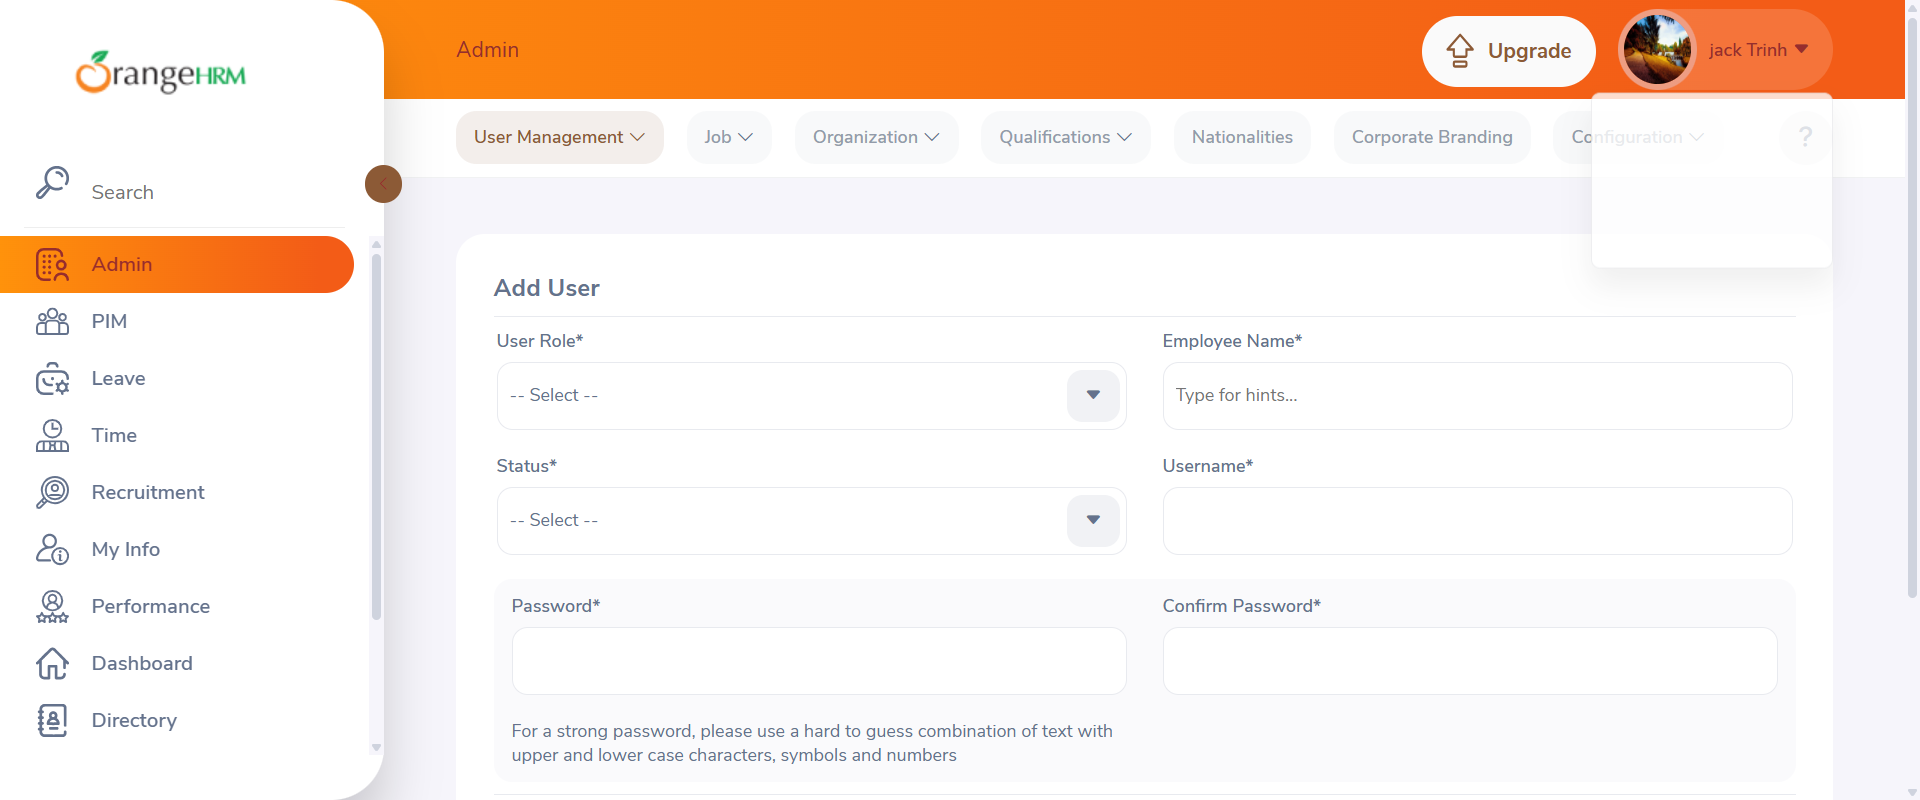 OrangeHRM
Search
Admin
PIM
Leave
Time
Recruitment
My Info
Performance
Dashboard
Directory
Admin
Upgrade
jack Trinh
User Management
Job
Organization
Qualifications
Nationalities
Corporate Branding
Configuration
?
Add User
User Role*
-- Select --
Employee Name*
Type for hints...
Status*
-- Select --
Username*
Password*
Confirm Password*
For a strong password, please use a hard to guess combination of text with
upper and lower case characters, symbols and numbers